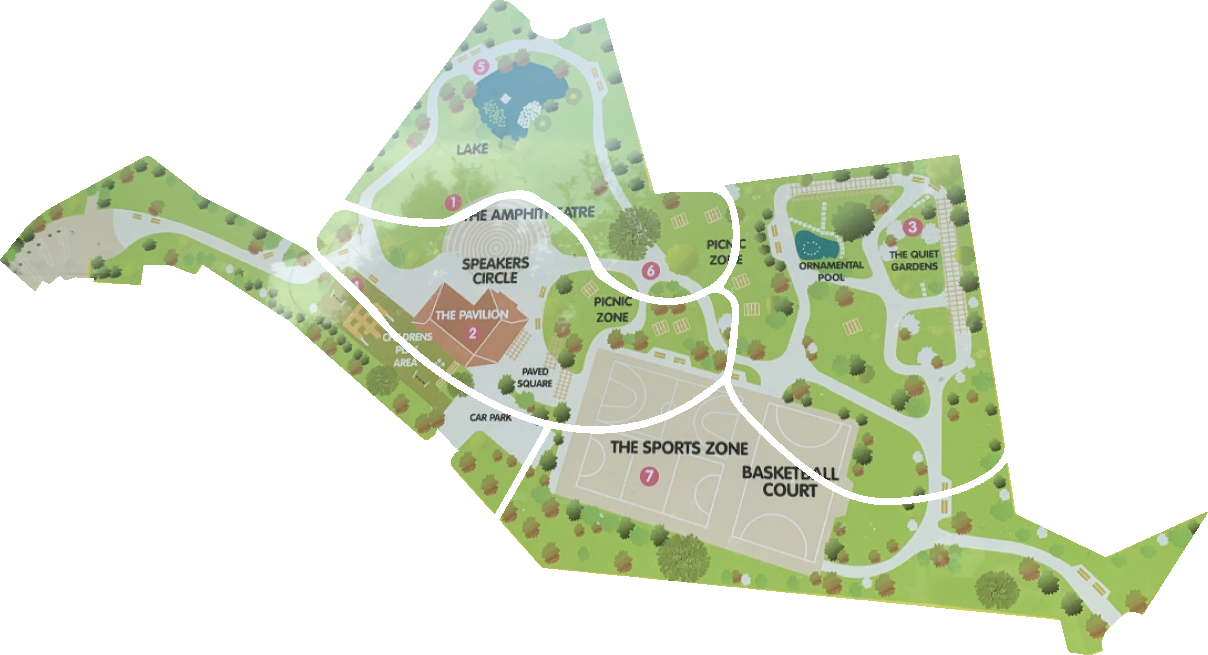 5
LAKE
1
THE AMPHITHEATRE
3
THE QUIET
GARDENS
PICNIC
ZONE
SPEAKERS
CIRCLE
6
ORNAMENTAL
POOL
4
PICNIC
ZONE
THE PAVILION
2
CHILDRENS
PLAY
AREA
PAVED
SQUARE
CAR PARK
THE SPORTS ZONE
7
BASKETBALL
COURT